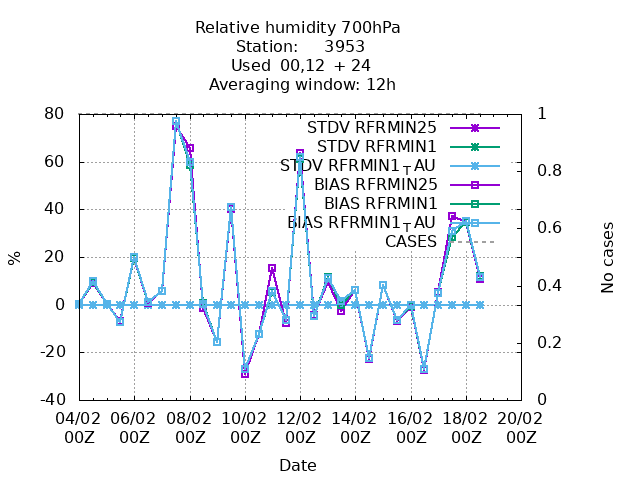 Relative humidity 700hPa
Station: 3953
Used 00,12 + 24
Averaging window: 12h
80
60
40
20
0
-20
-40
%
1
0.8
0.6
0.4
0.2
0
No cases
STDV RFRMIN25
STDV RFRMIN1
STDV RFRMIN1TAU
BIAS RFRMIN25
BIAS RFRMIN1
BIAS RFRMIN1TAU
CASES
04/02 06/02 08/02 10/02 12/02 14/02 16/02 18/02 20/02
00Z 00Z 00Z 00Z 00Z 00Z 00Z 00Z 00Z
Date